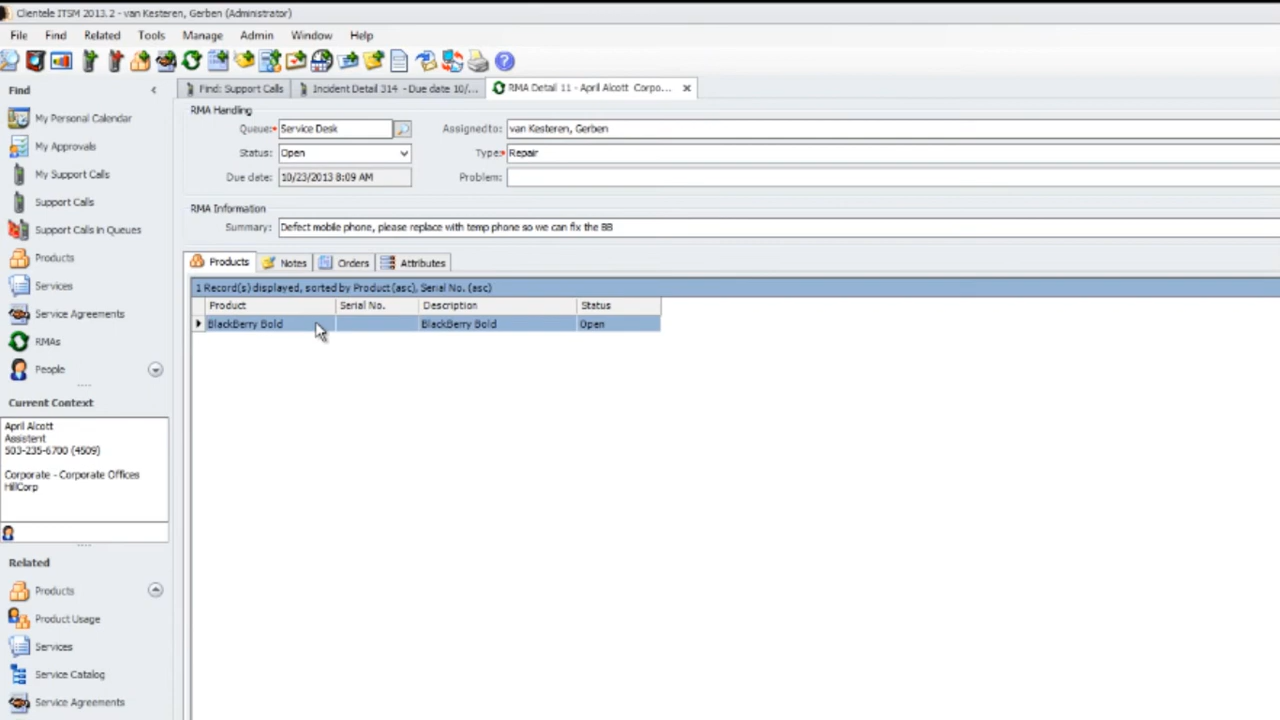 Clientele ITSM 2013.2 - van Kesteren, Gerben (Administrator)
File Find Related Tools Manage Admin Window Help
Find
My Personal Calendar
My Approvals
My Support Calls
Support Calls
Support Calls in Queues
Products
Services
Service Agreements
RMAs
People
Current Context
April Alcott
Assistent
503-235-6700 (4509)
Corporate - Corporate Offices
HillCorp
Related
Products
Product Usage
Services
Service Catalog
Service Agreements
Find: Support Calls Incident Detail 314 - Due date 10/... RMA Detail 11 - April Alcott Corpo...
RMA Handling
Queue:* Service Desk Assignedto: van Kesteren, Gerben
Status: Open Type:* Repair
Due date: 10/23/2013 8:09 AM Problem:
RMA Information
Summary: Defect mobile phone, please replace with temp phone so we can fix the BB
Products Notes Orders Attributes
1 Record(s) displayed, sorted by Product (asc), Serial No. (asc)
Product Serial No. Description Status
BlackBerry Bold BlackBerry Bold Open